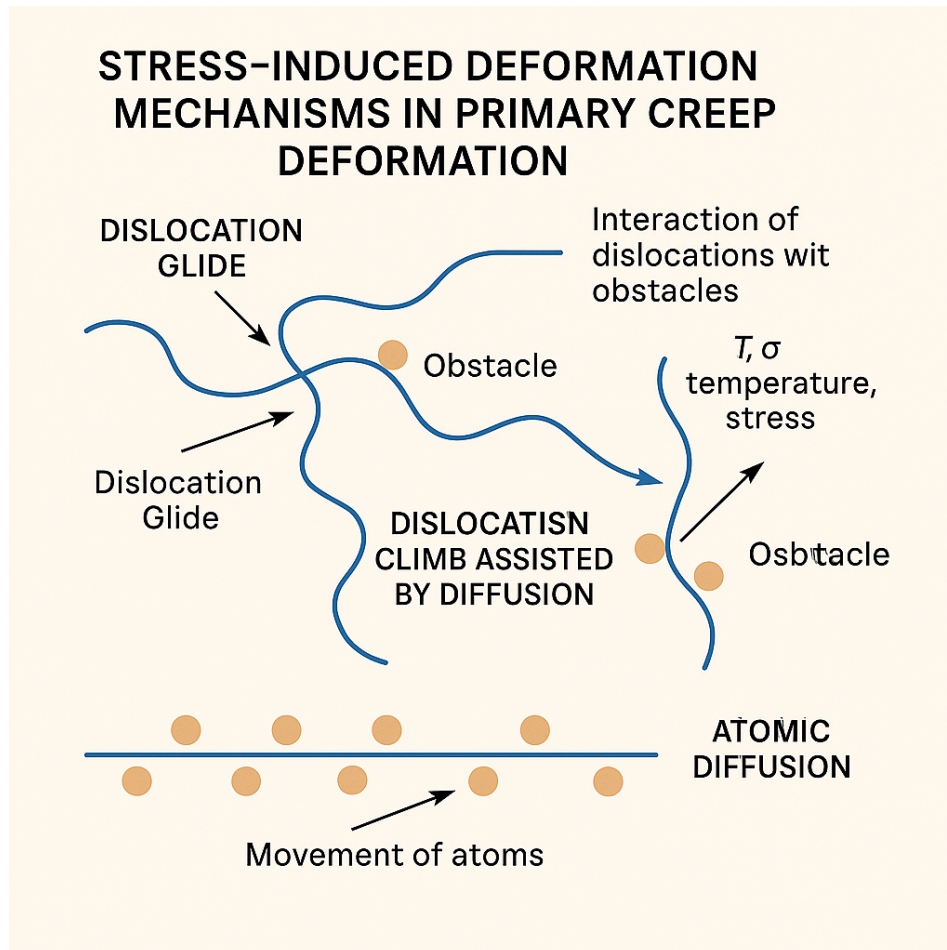 STRESS-INDUCED DEFORMATION
MECHANISMS IN PRIMARY CREEP
DEFORMATION
DISLOCATION
GLIDE
Interaction of
dislocations wit
obstacles
Obstacle
T, σ
temperature,
stress
Dislocation
Glide
DISLOCATISN
CLIMB ASSISTED
BY DIFFUSION
Osbtacle
ATOMIC
DIFFUSION
Movement of atoms